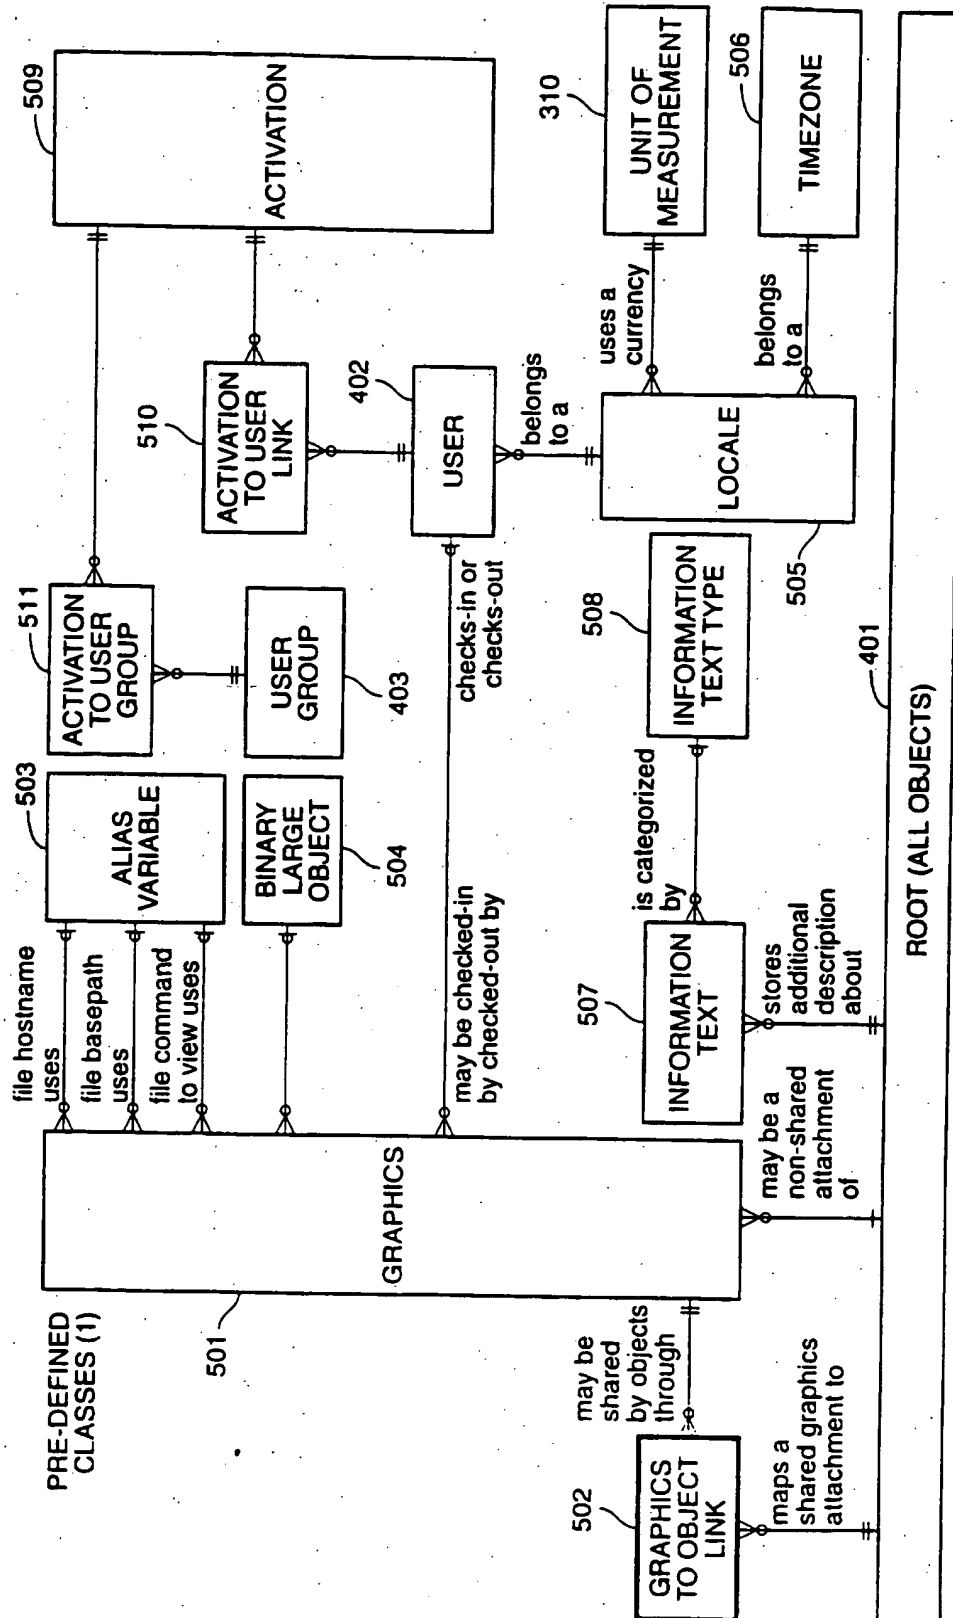 PRE-DEFINED
CLASSES (1)
501
GRAPHICS
file hostname
uses
file basepath
uses
file command
to view uses
503
ALIAS
VARIABLE
BINARY
LARGE
OBJECT
504
511
ACTIVATION
TO USER
GROUP
USER
GROUP
403
509
ACTIVATION
510
ACTIVATION
TO USER
LINK
402
USER
may be checked-in
by checked-out by
checks-in or
checks-out
belongs
to a
LOCALE
505
uses a
currency
310
UNIT OF
MEASUREMENT
belongs
to a
506
TIMEZONE
508
INFORMATION
TEXT TYPE
is categorized
by
507
INFORMATION
TEXT
stores
additional
description
about
may be a
non-shared
attachment
of
may be
shared
by objects
through
502
GRAPHICS
TO OBJECT
LINK
maps a
shared graphics
attachment to
401
ROOT (ALL OBJECTS)